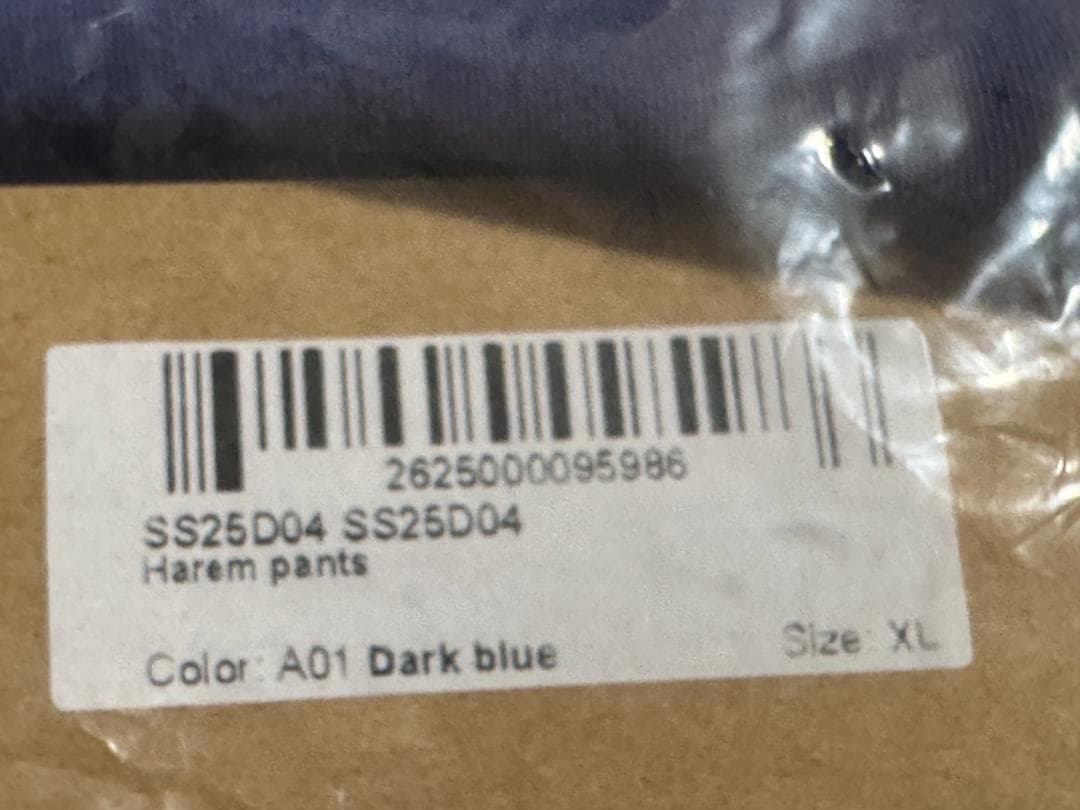 2625000095986
SS25D04 SS25D04
Harem pants
Color: A01 Dark blue
Size: XL